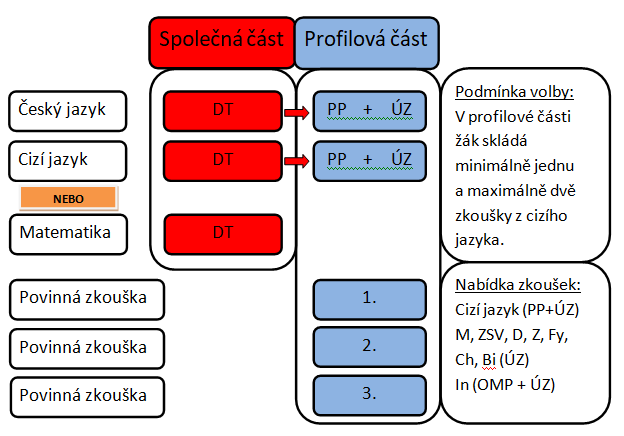 Společná část Profilová část
Český jazyk DT PP + ÚZ
Cizí jazyk DT PP + ÚZ
NEBO
Matematika DT
Podmínka volby:
V profilové části
žák skládá
minimálně jednu
a maximálně dvě
zkoušky z cizího
jazyka.
Povinná zkouška 1.
Povinná zkouška 2.
Povinná zkouška 3.
Nabídka zkoušek:
Cizí jazyk (PP+ÚZ)
M, ZSV, D, Z, Fy,
Ch, Bi (ÚZ)
In (OMP + ÚZ)